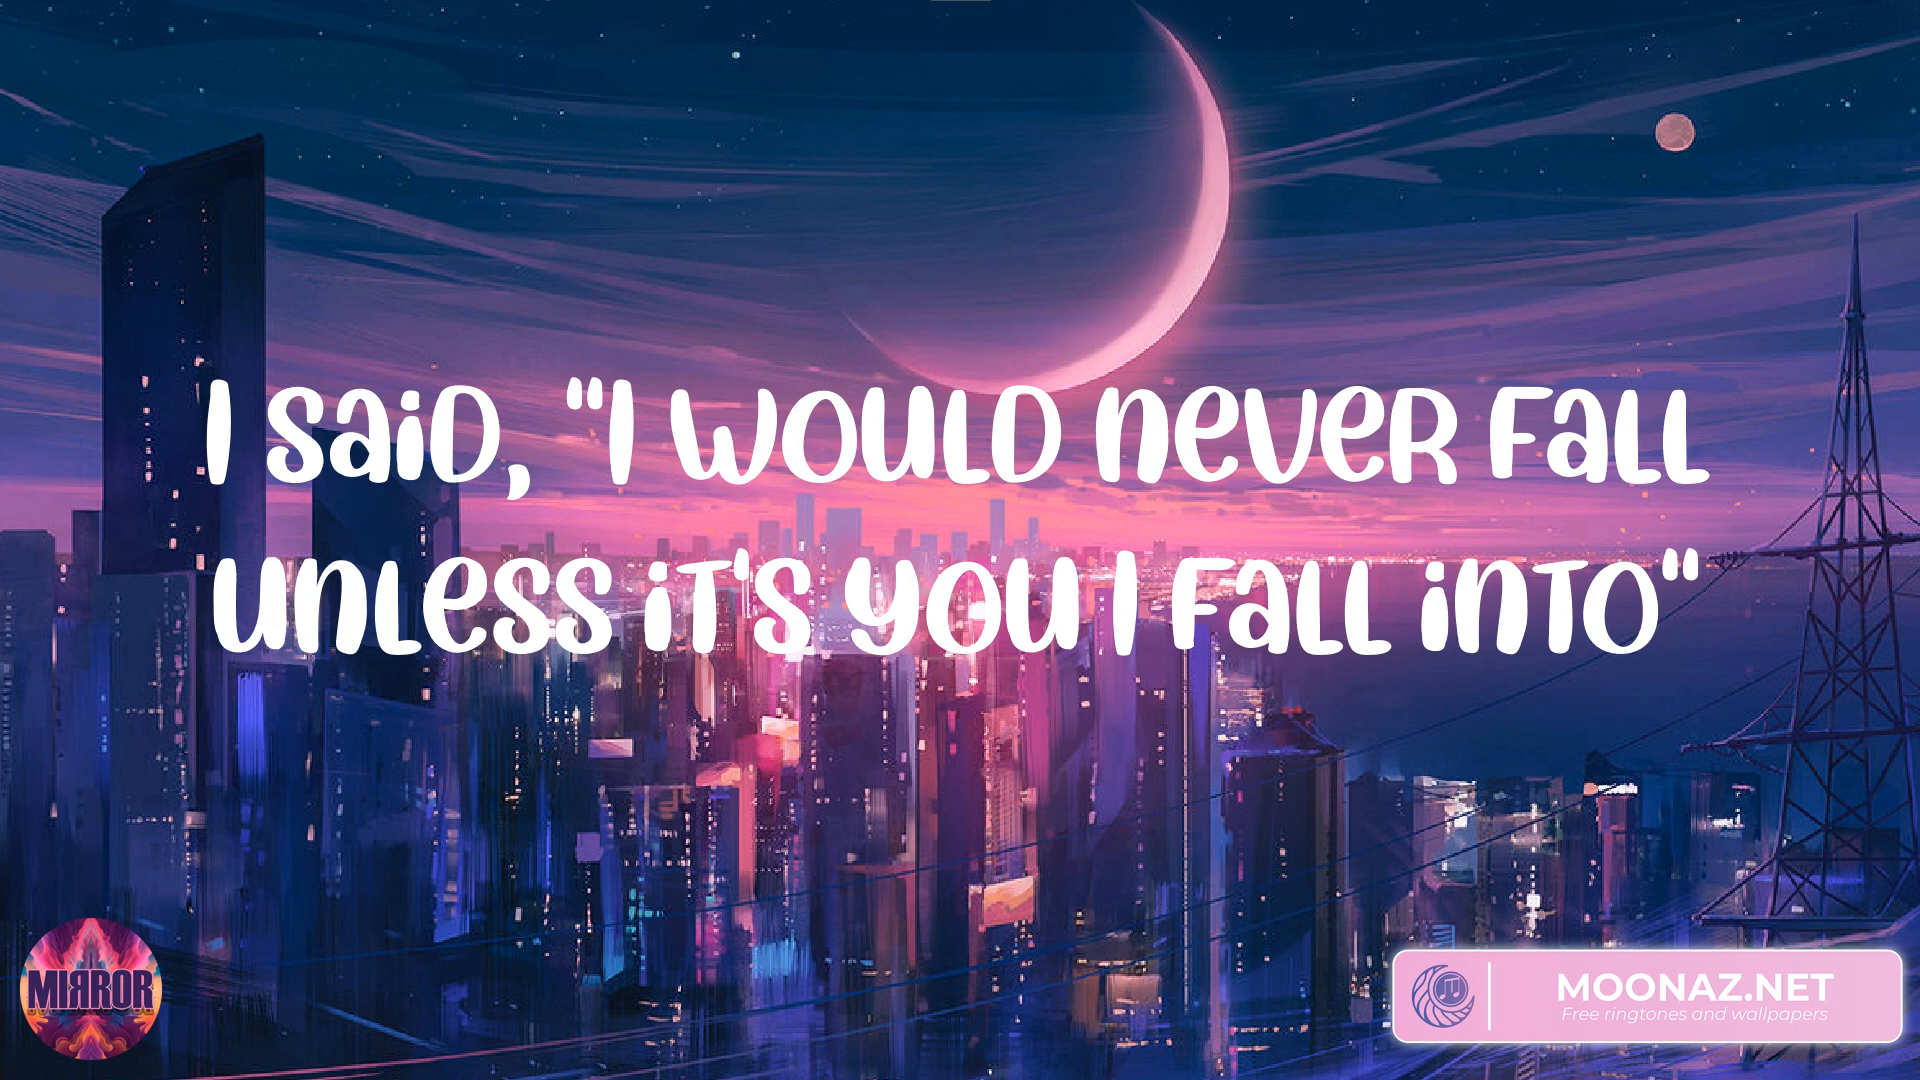 I said, "I would never fall
unless it's you I fall into"
MIRROR
MOONAZ.NET
Free ringtones and wallpapers